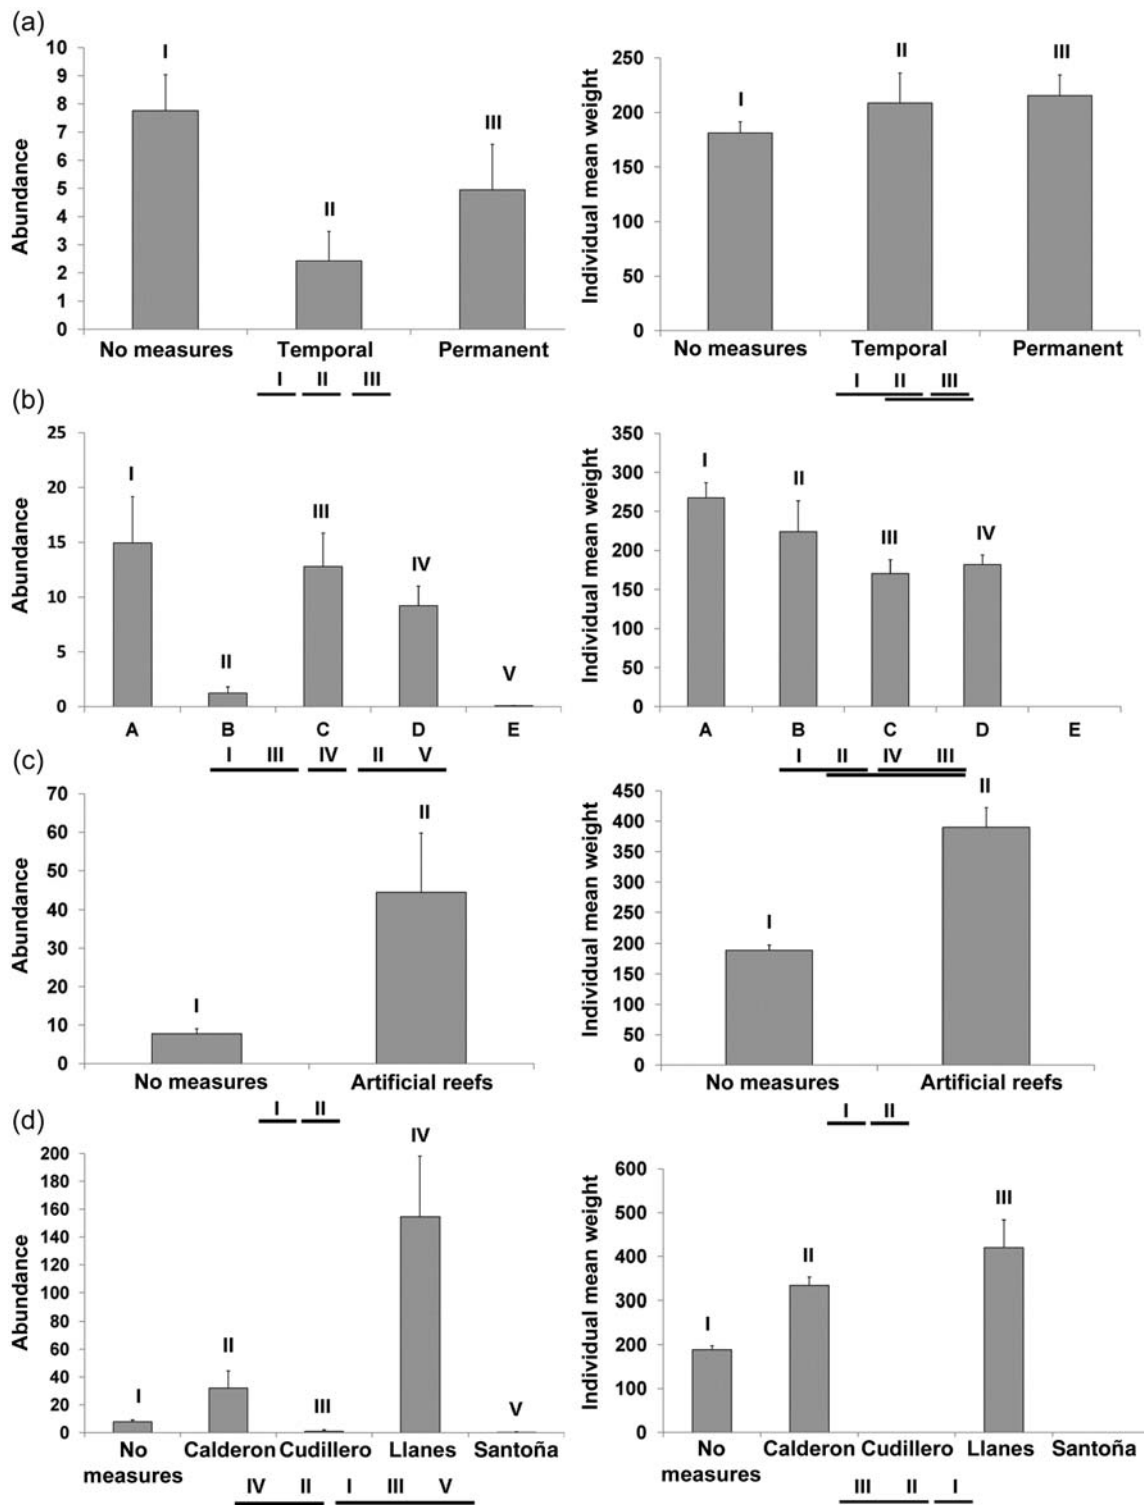 (a)
Abundance
10
9
8
7
6
5
4
3
2
1
0
I
II
III
No measures Temporal Permanent
I II III
Individual mean weight
250
200
150
100
50
0
I
II
III
No measures Temporal Permanent
I II III
(b)
Abundance
25
20
15
10
5
0
I
II
III
IV
V
A B C D E
I III IV II V
Individual mean weight
350
300
250
200
150
100
50
0
I
II
III
IV
A B C D E
I II IV III
(c)
Abundance
70
60
50
40
30
20
10
0
I
II
No measures Artificial reefs
I II
Individual mean weight
450
400
350
300
250
200
150
100
50
0
I
II
No measures Artificial reefs
I II
(d)
Abundance
200
180
160
140
120
100
80
60
40
20
0
I
II
III
IV
V
No Calderon Cudillero Llanes Santoña
measures
IV II I III V
Individual mean weight
600
500
400
300
200
100
0
I
II
III
No Calderon Cudillero Llanes Santoña
measures
III II I